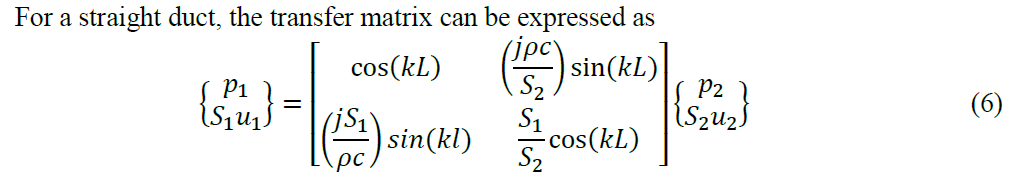 For a straight duct, the transfer matrix can be expressed as
{p₁ / S₁u₁} = [cos(kL) (jρc/S₂) sin(kL) ; (jS₁/ρc) sin(kl) S₁/S₂ cos(kL)] {p₂ / S₂u₂} (6)